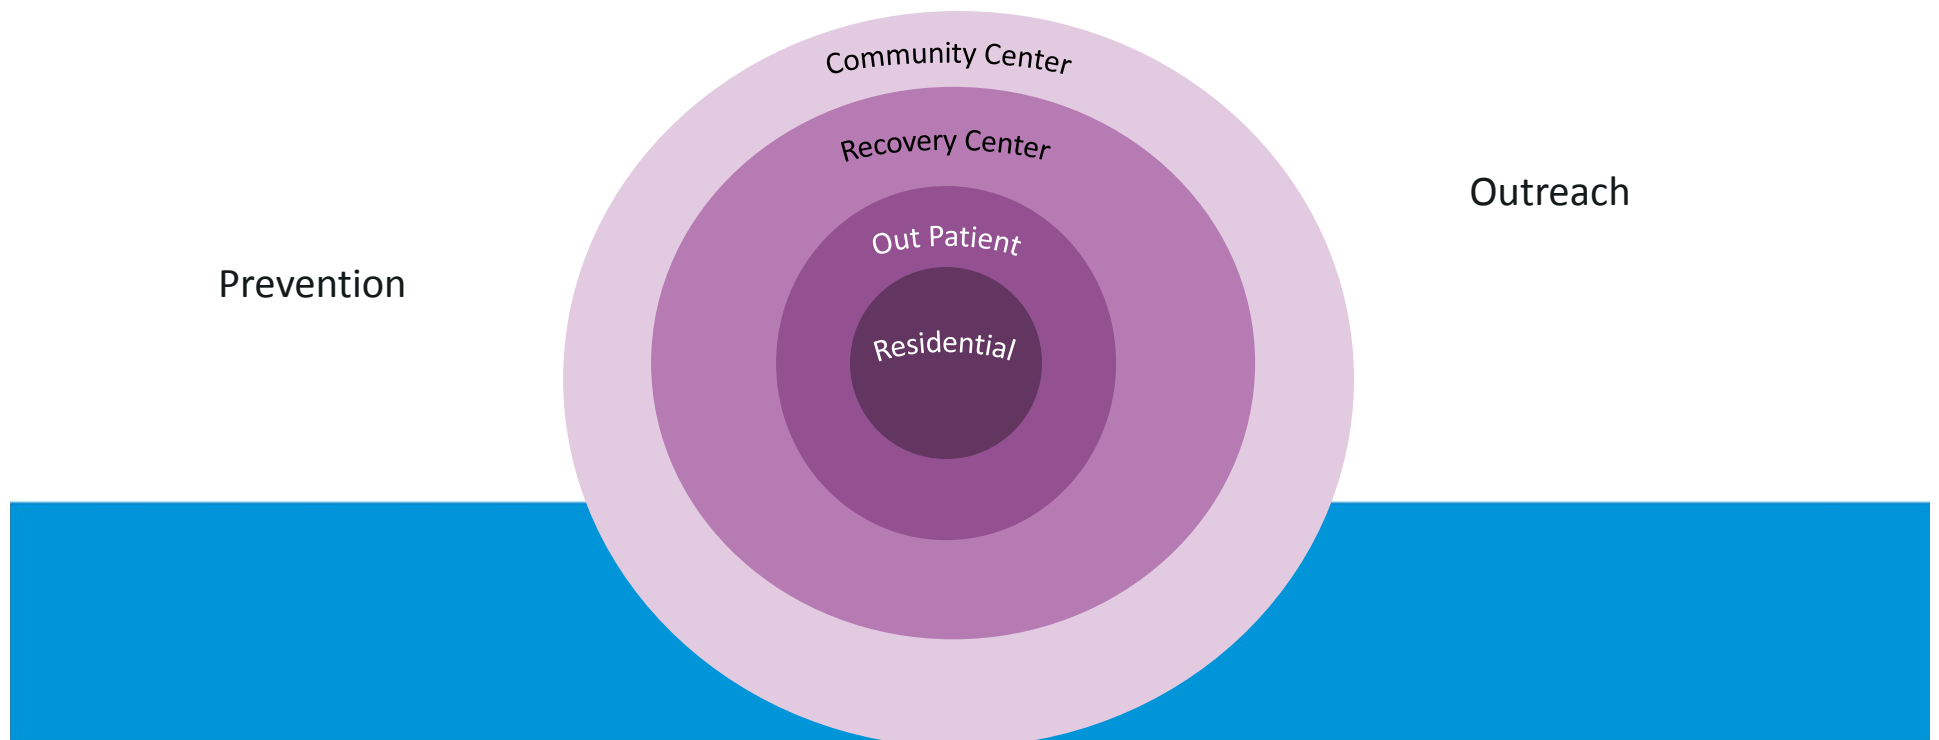 Community Center
Recovery Center
Outreach
Out Patient
Prevention
Residential